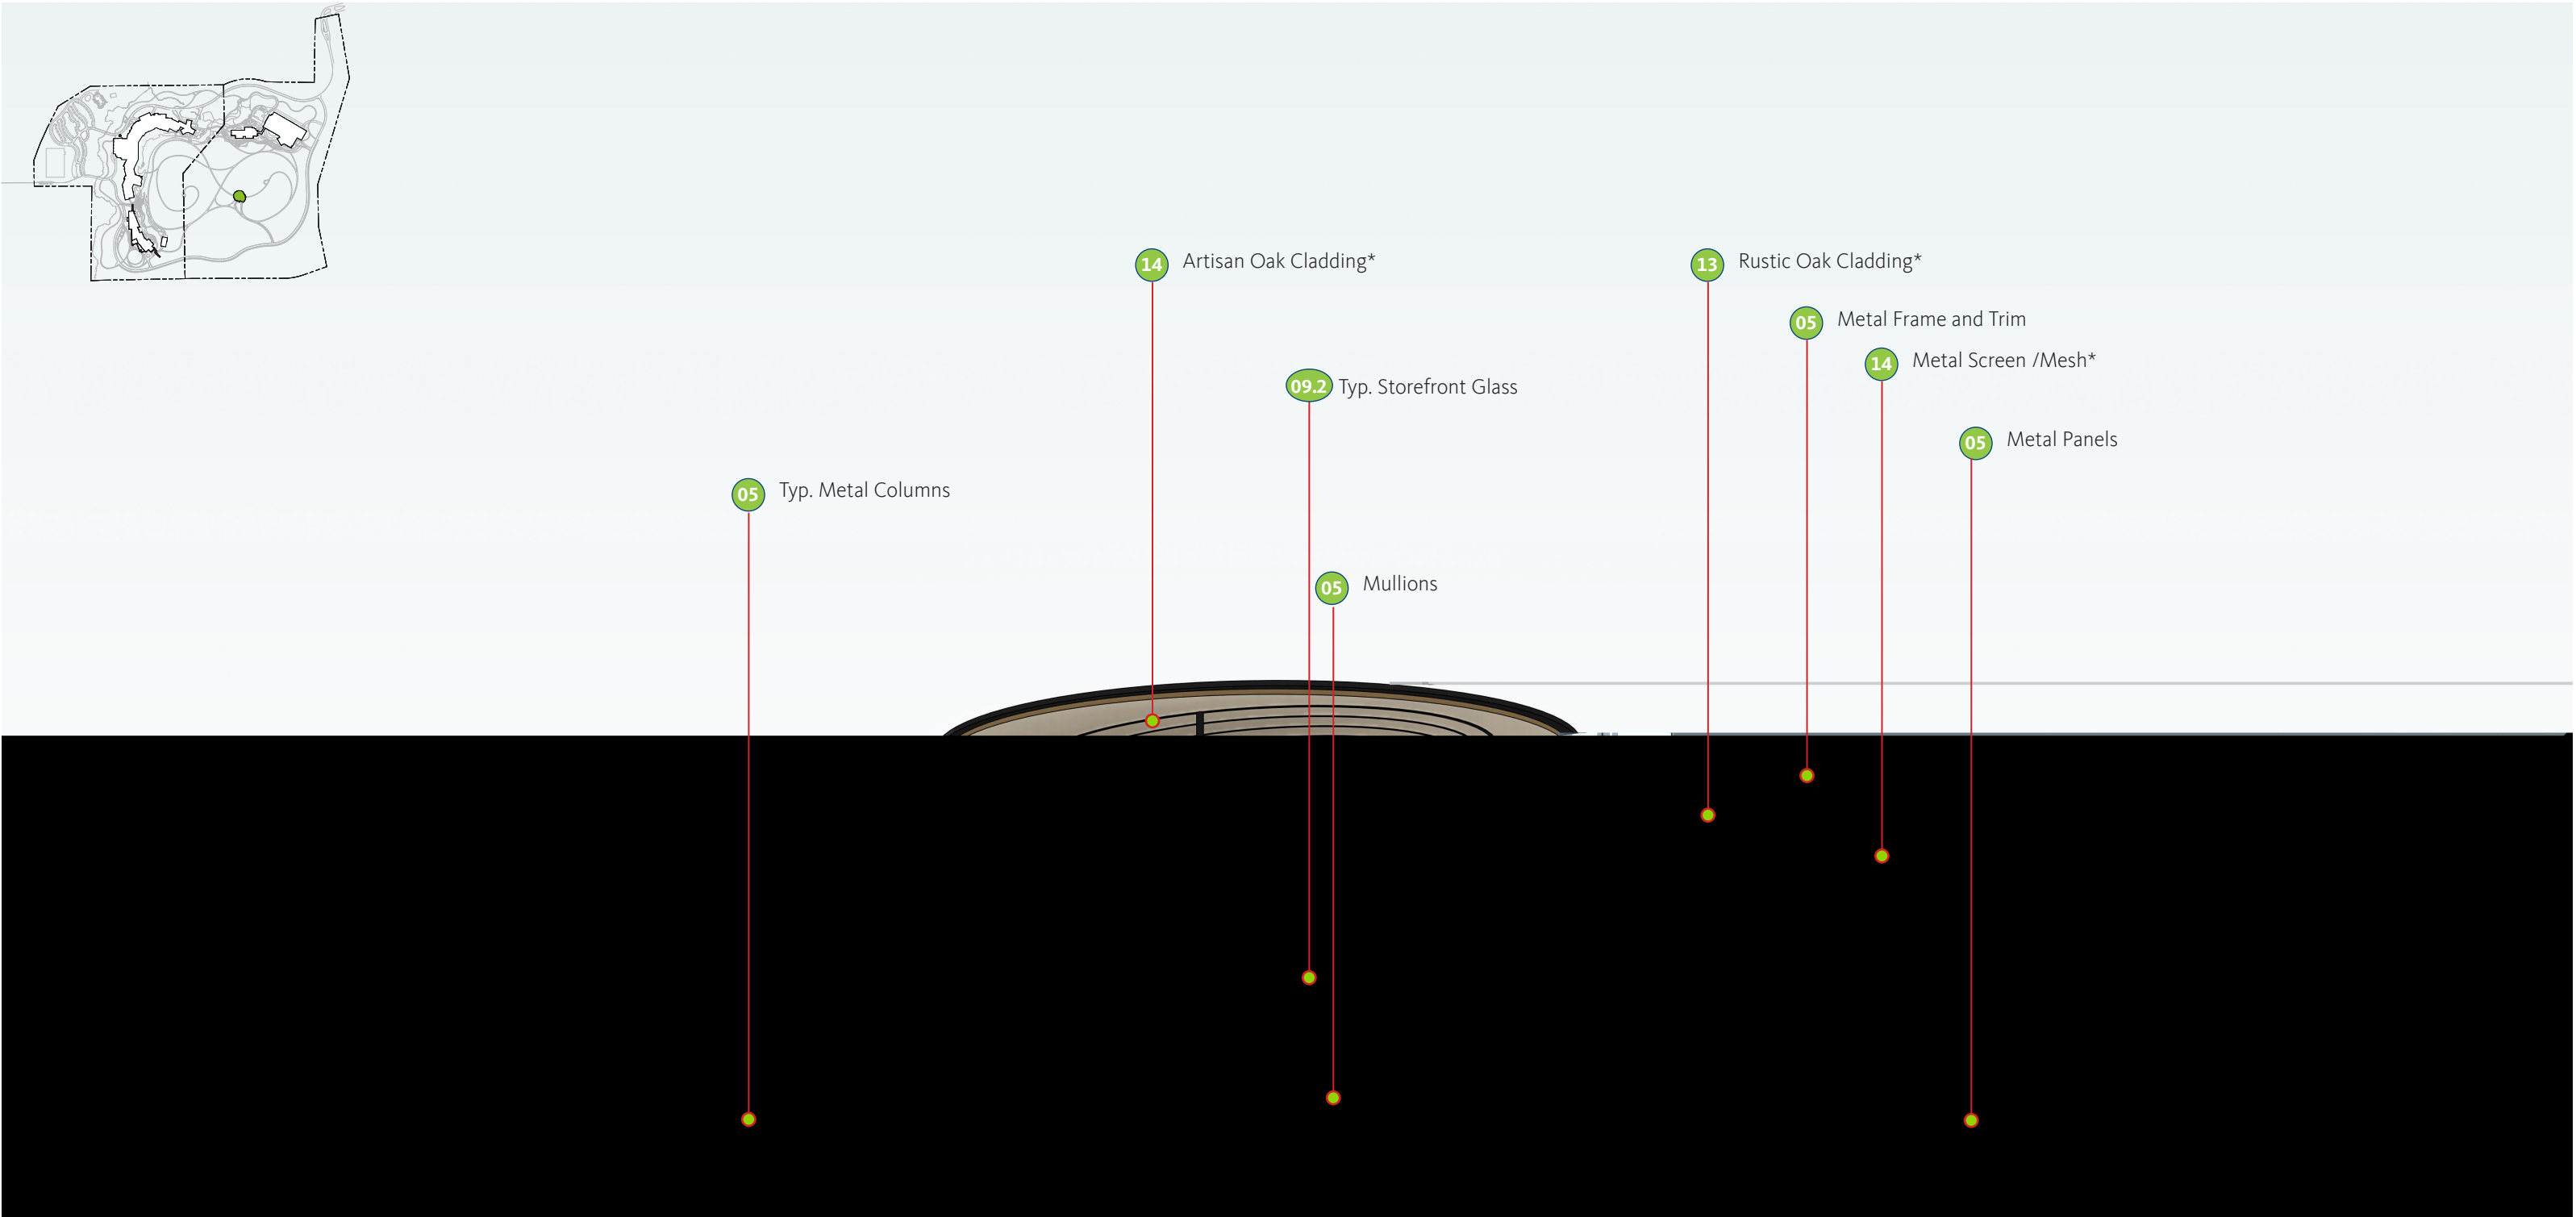 14 Artisan Oak Cladding*
13 Rustic Oak Cladding*
05 Metal Frame and Trim
14 Metal Screen /Mesh*
09.2 Typ. Storefront Glass
05 Metal Panels
05 Typ. Metal Columns
05 Mullions